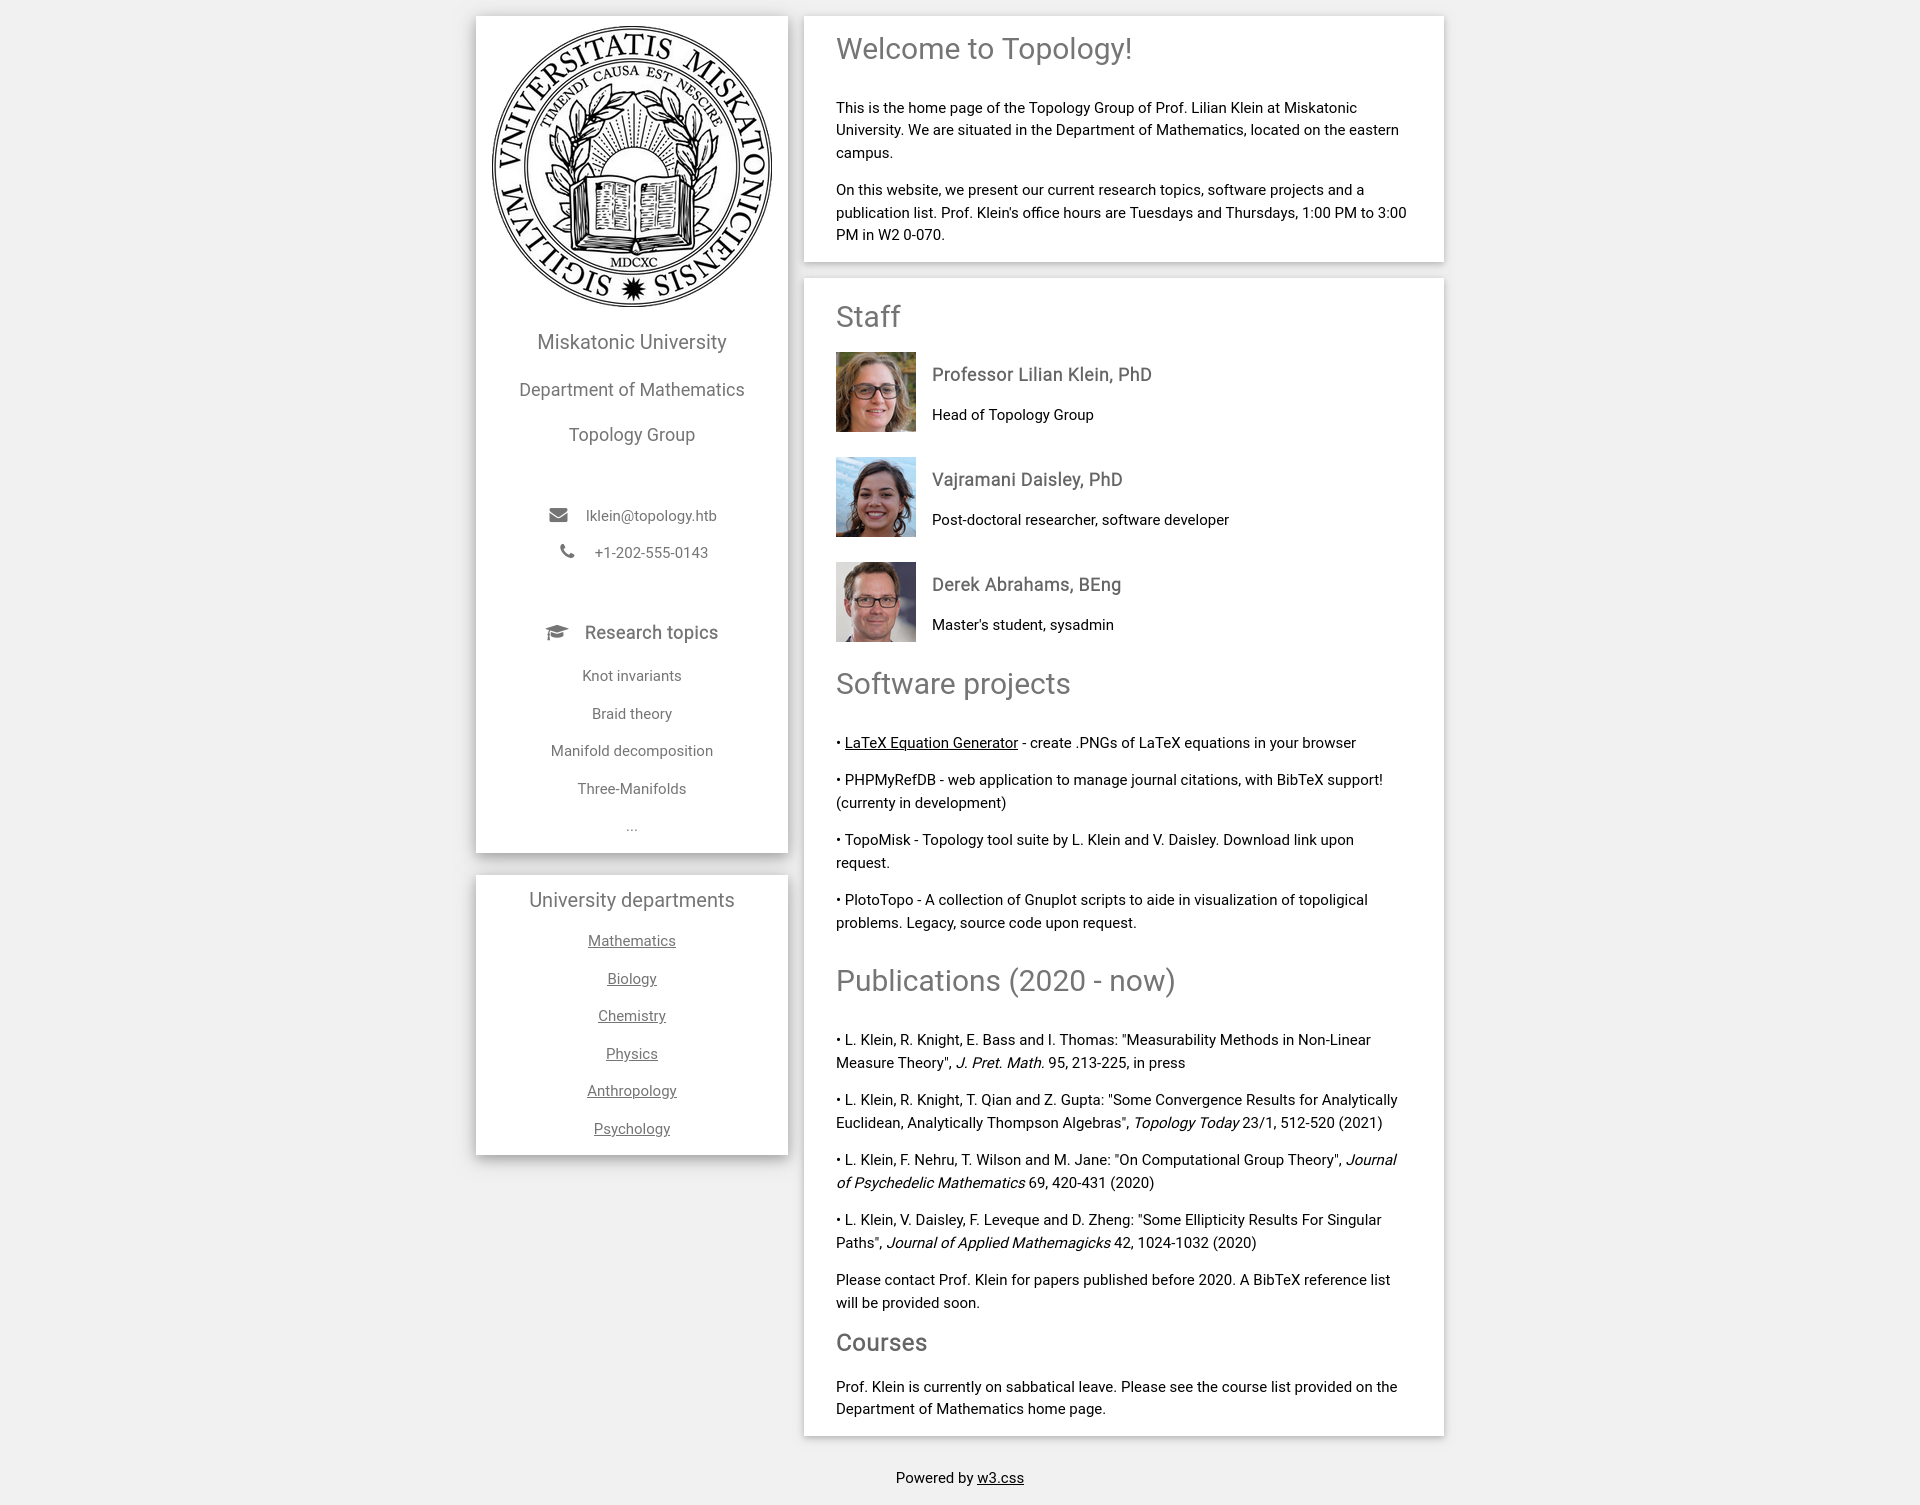 VNIVERSITATIS MISKATONICIENSIS
SIGILLVM
TIMENDI CAUSA EST NESCIRE
MDCXC
Miskatonic University
Department of Mathematics
Topology Group
lklein@topology.htb
+1-202-555-0143
Research topics
Knot invariants
Braid theory
Manifold decomposition
Three-Manifolds
...
University departments
Mathematics
Biology
Chemistry
Physics
Anthropology
Psychology
Welcome to Topology!
This is the home page of the Topology Group of Prof. Lilian Klein at Miskatonic
University. We are situated in the Department of Mathematics, located on the eastern
campus.
On this website, we present our current research topics, software projects and a
publication list. Prof. Klein's office hours are Tuesdays and Thursdays, 1:00 PM to 3:00
PM in W2 0-070.
Staff
Professor Lilian Klein, PhD
Head of Topology Group
Vajramani Daisley, PhD
Post-doctoral researcher, software developer
Derek Abrahams, BEng
Master's student, sysadmin
Software projects
• LaTeX Equation Generator - create .PNGs of LaTeX equations in your browser
• PHPMyRefDB - web application to manage journal citations, with BibTeX support!
(currenty in development)
• TopoMisk - Topology tool suite by L. Klein and V. Daisley. Download link upon
request.
• PlotoTopo - A collection of Gnuplot scripts to aide in visualization of topoligical
problems. Legacy, source code upon request.
Publications (2020 - now)
• L. Klein, R. Knight, E. Bass and I. Thomas: "Measurability Methods in Non-Linear
Measure Theory", J. Pret. Math. 95, 213-225, in press
• L. Klein, R. Knight, T. Qian and Z. Gupta: "Some Convergence Results for Analytically
Euclidean, Analytically Thompson Algebras", Topology Today 23/1, 512-520 (2021)
• L. Klein, F. Nehru, T. Wilson and M. Jane: "On Computational Group Theory", Journal
of Psychedelic Mathematics 69, 420-431 (2020)
• L. Klein, V. Daisley, F. Leveque and D. Zheng: "Some Ellipticity Results For Singular
Paths", Journal of Applied Mathemagicks 42, 1024-1032 (2020)
Please contact Prof. Klein for papers published before 2020. A BibTeX reference list
will be provided soon.
Courses
Prof. Klein is currently on sabbatical leave. Please see the course list provided on the
Department of Mathematics home page.
Powered by w3.css